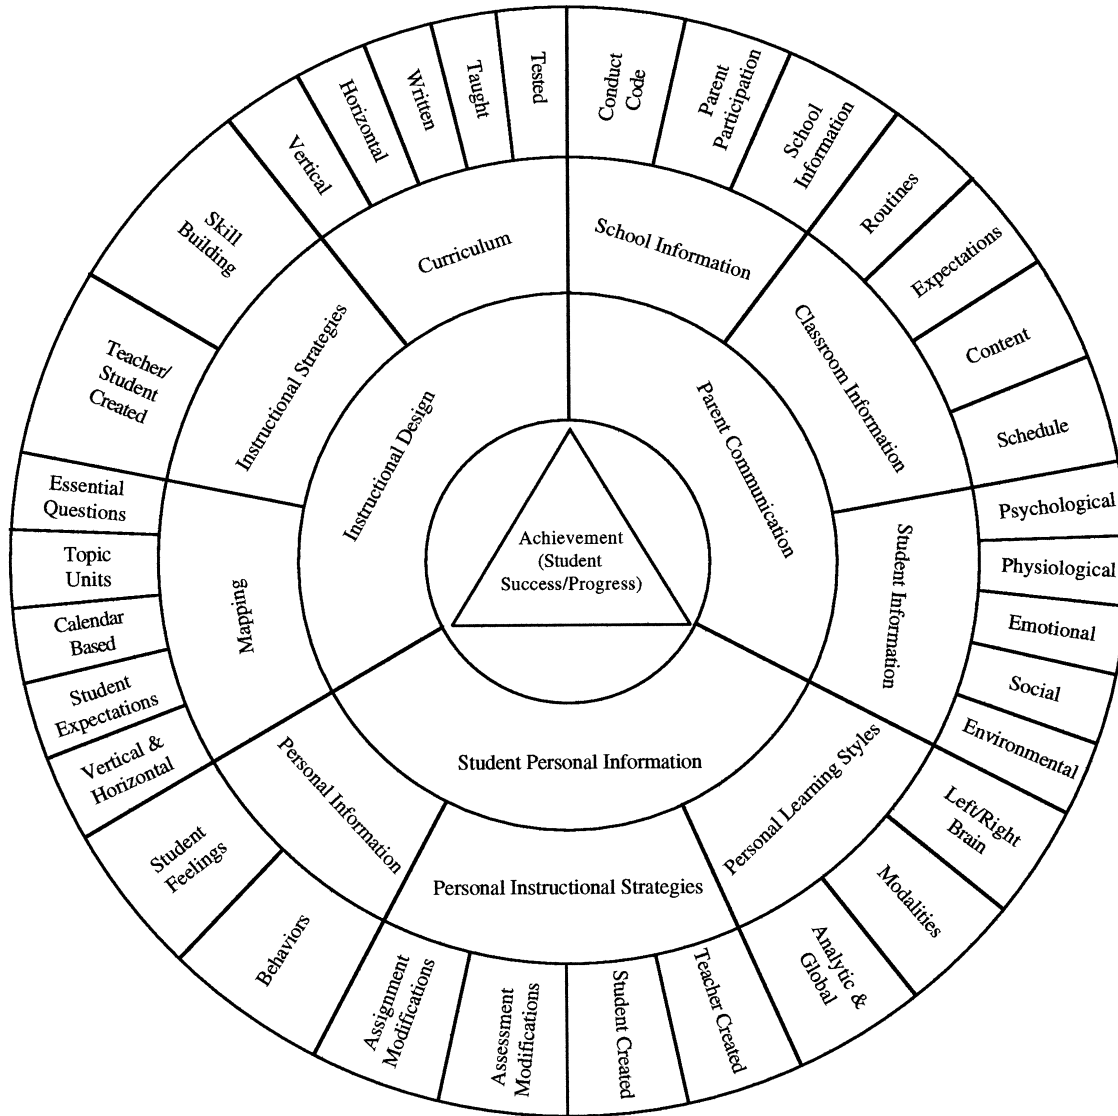 Achievement
(Student
Success/Progress)
Parent Communication
Student Personal Information
Instructional Design
School Information
Classroom Information
Student Information
Personal Learning Styles
Personal Instructional Strategies
Personal Information
Mapping
Instructional Strategies
Curriculum
Conduct
Code
Parent
Participation
School
Information
Routines
Expectations
Content
Schedule
Psychological
Physiological
Emotional
Social
Environmental
Left/Right
Brain
Modalities
Analytic &
Global
Teacher Created
Student Created
Assessment
Modifications
Assignment
Modifications
Behaviors
Student
Feelings
Vertical &
Horizontal
Student
Expectations
Calendar
Based
Topic
Units
Essential
Questions
Teacher/
Student
Created
Skill
Building
Vertical
Horizontal
Written
Taught
Tested